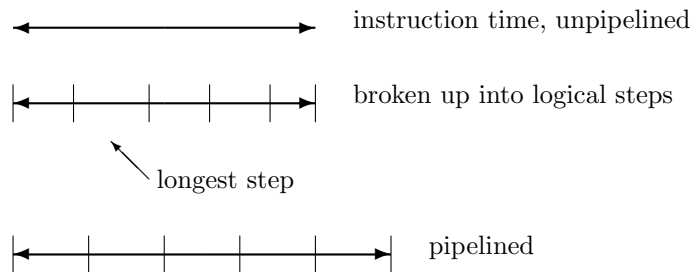 instruction time, unpipelined
broken up into logical steps
longest step
pipelined